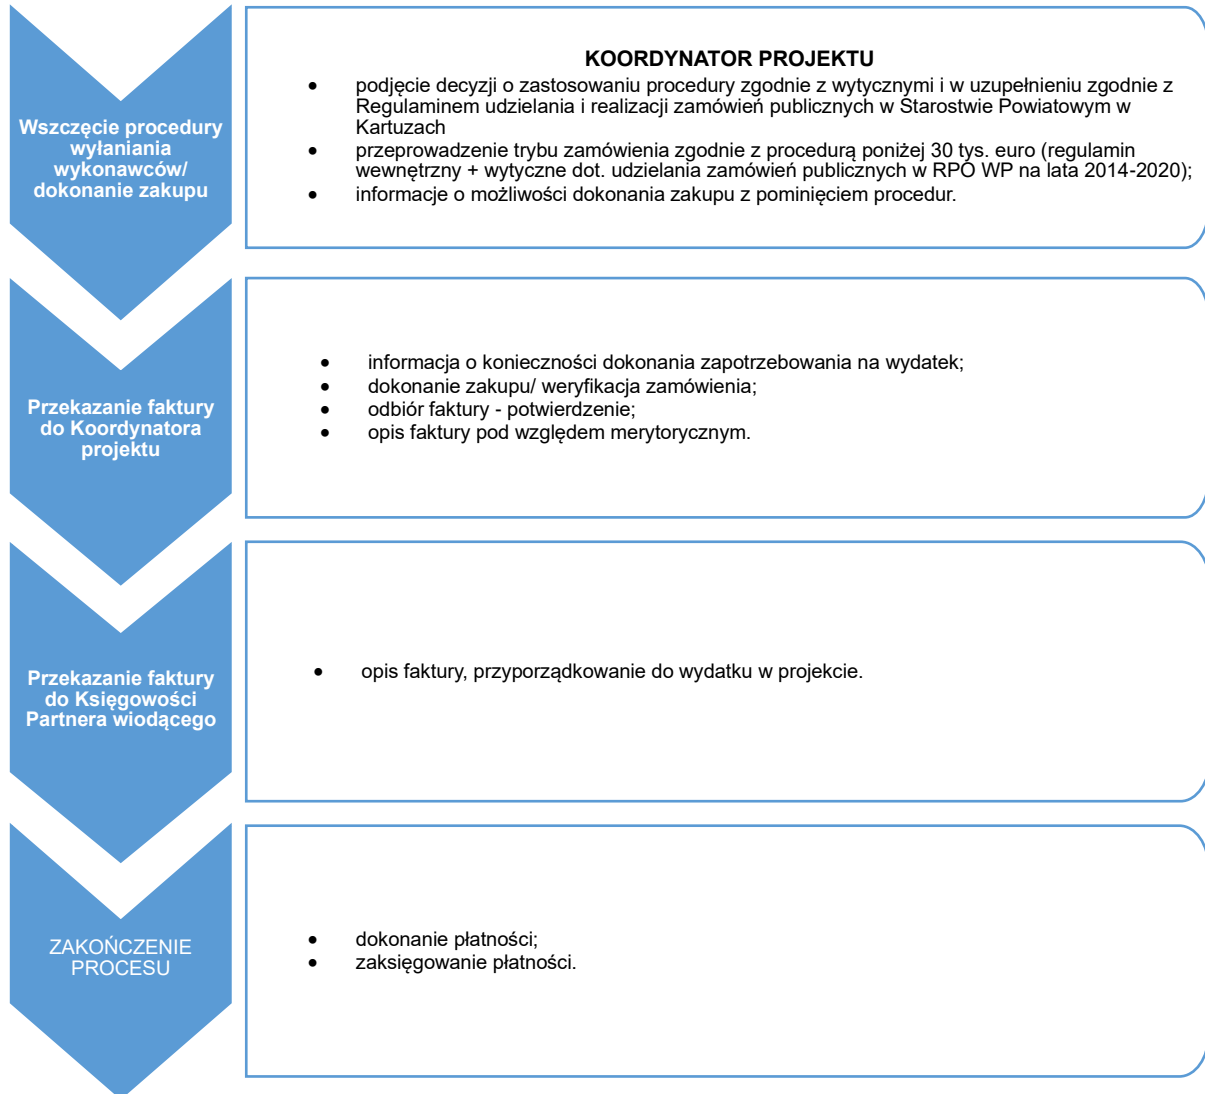 Wszczęcie procedury
wyłaniania
wykonawców/
dokonanie zakupu
KOORDYNATOR PROJEKTU
• podjęcie decyzji o zastosowaniu procedury zgodnie z wytycznymi i w uzupełnieniu zgodnie z
Regulaminem udzielania i realizacji zamówień publicznych w Starostwie Powiatowym w
Kartuzach
• przeprowadzenie trybu zamówienia zgodnie z procedurą poniżej 30 tys. euro (regulamin
wewnętrzny + wytyczne dot. udzielania zamówień publicznych w RPO WP na lata 2014-2020);
• informacje o możliwości dokonania zakupu z pominięciem procedur.
Przekazanie faktury
do Koordynatora
projektu
• informacja o konieczności dokonania zapotrzebowania na wydatek;
• dokonanie zakupu/ weryfikacja zamówienia;
• odbiór faktury - potwierdzenie;
• opis faktury pod względem merytorycznym.
Przekazanie faktury
do Księgowości
Partnera wiodącego
• opis faktury, przyporządkowanie do wydatku w projekcie.
ZAKOŃCZENIE
PROCESU
• dokonanie płatności;
• zaksięgowanie płatności.